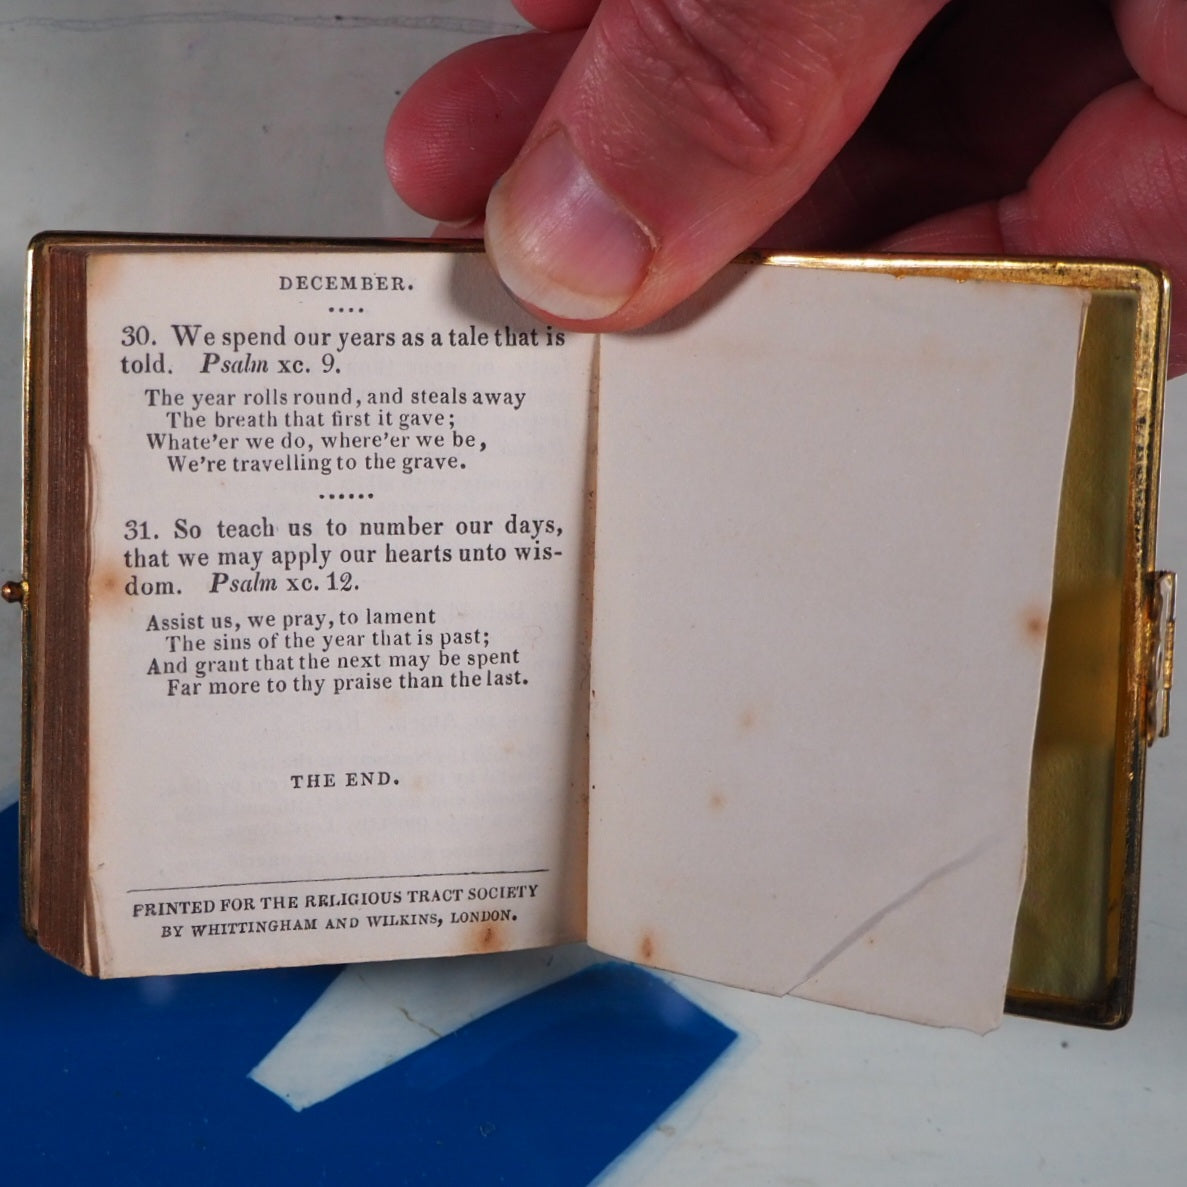 DECEMBER.
30. We spend our years as a tale that is
told. Psalm xc. 9.
The year rolls round, and steals away
The breath that first it gave;
Whate'er we do, where'er we be,
We're travelling to the grave.
31. So teach us to number our days,
that we may apply our hearts unto wis-
dom. Psalm xc. 12.
Assist us, we pray, to lament
The sins of the year that is past;
And grant that the next may be spent
Far more to thy praise than the last.
THE END.
PRINTED FOR THE RELIGIOUS TRACT SOCIETY
BY WHITTINGHAM AND WILKINS, LONDON.